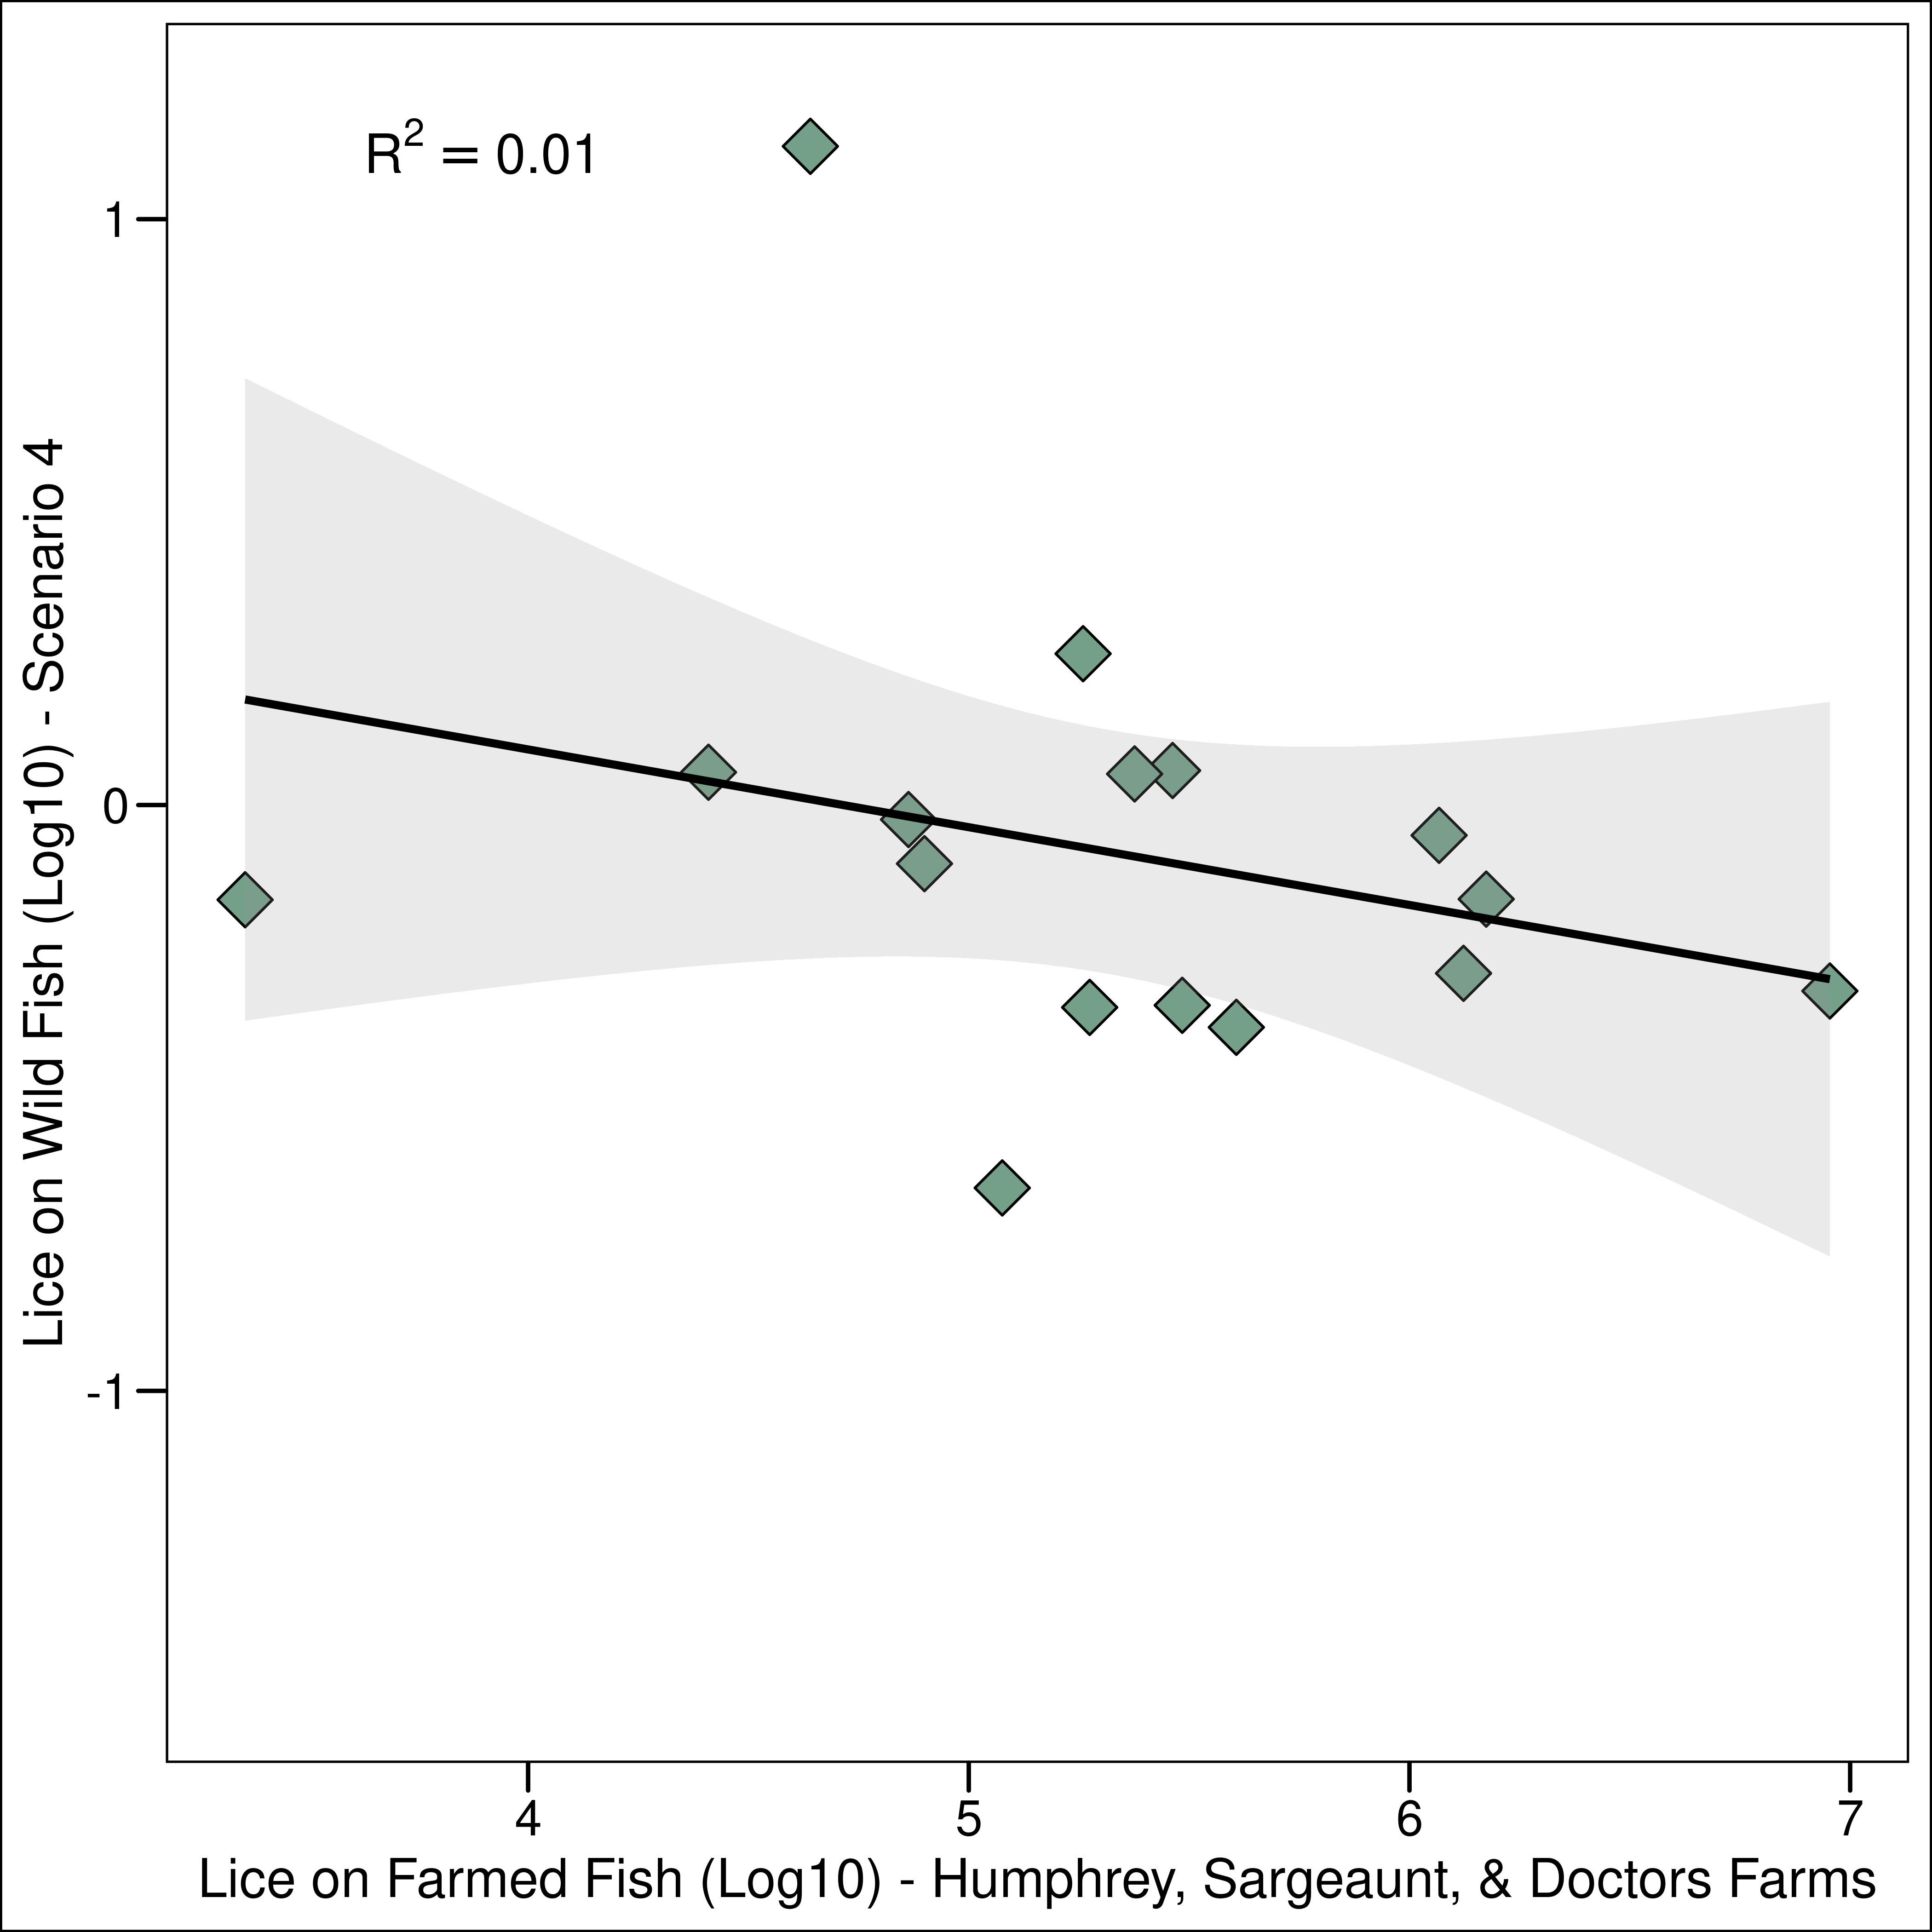 R² = 0.01
1
0
-1
Lice on Wild Fish (Log10) - Scenario 4
4 5 6 7
Lice on Farmed Fish (Log10) - Humphrey, Sargeaunt, & Doctors Farms